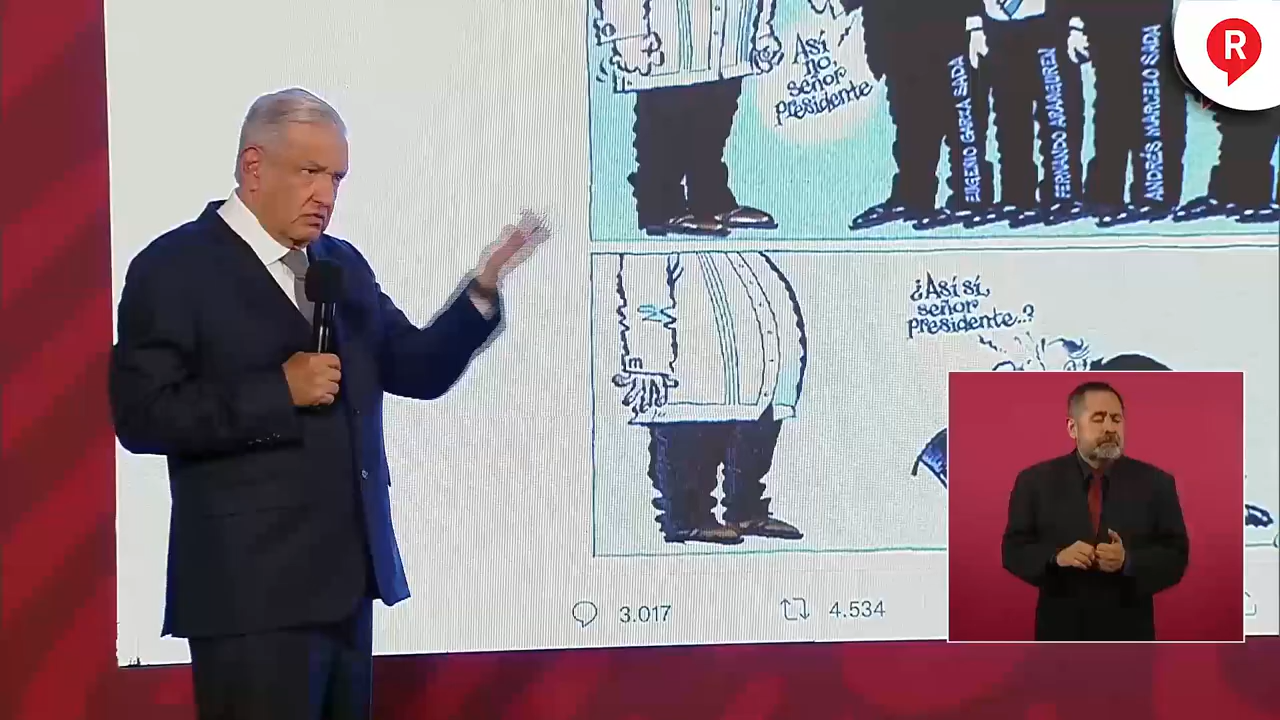 R
Así
no,
señor
presidente
EUGENIO GARZA SADA
FERNANDO ARANGUREN
ANDRÉS MARCELO SADA
¿Así sí,
señor
presidente..?
3.017
4.534